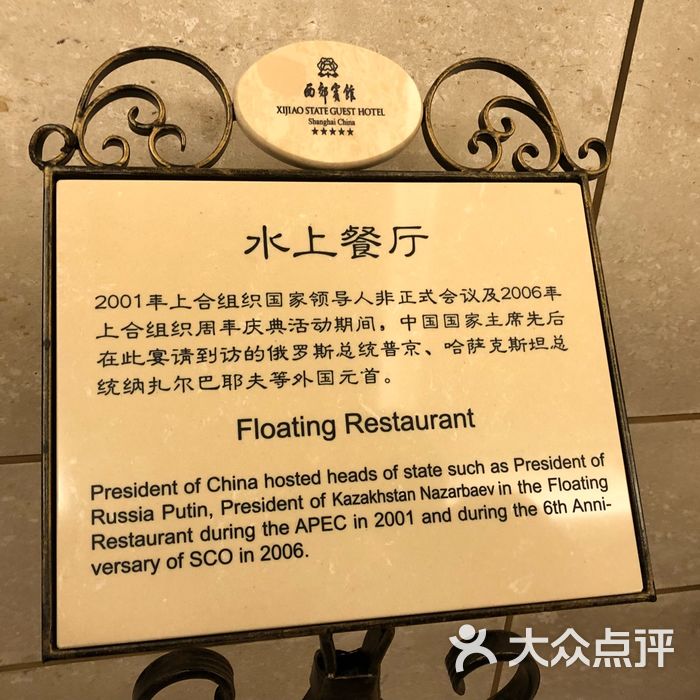 西郊賓館
XIJIAO STATE GUEST HOTEL
Shanghai China
★★★★★
水上餐厅
2001年上合组织国家领导人非正式会议及2006年
上合组织周年庆典活动期间，中国国家主席先后
在此宴请到访的俄罗斯总统普京、哈萨克斯坦总
统纳扎尔巴耶夫等外国元首。
Floating Restaurant
President of China hosted heads of state such as President of
Russia Putin, President of Kazakhstan Nazarbaev in the Floating
Restaurant during the APEC in 2001 and during the 6th Anni-
versary of SCO in 2006.
大众点评